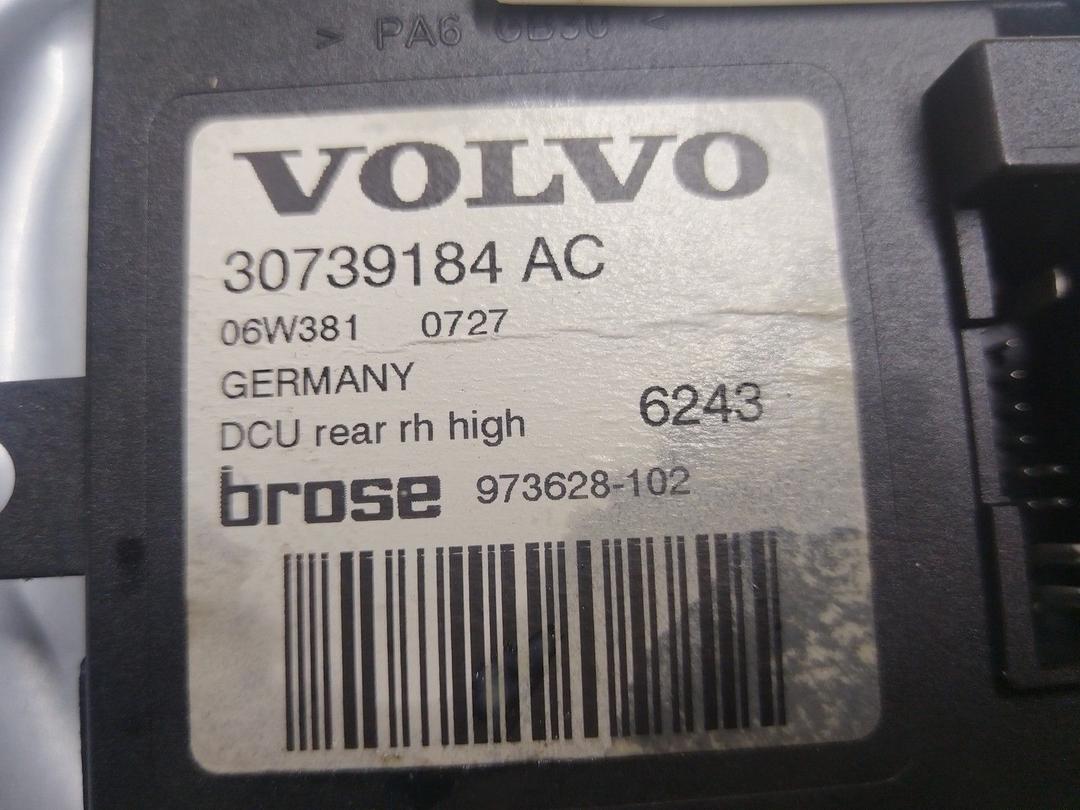 > PA6 <
VOLVO
30739184 AC
06W381 0727
GERMANY
DCU rear rh high 6243
brose 973628-102